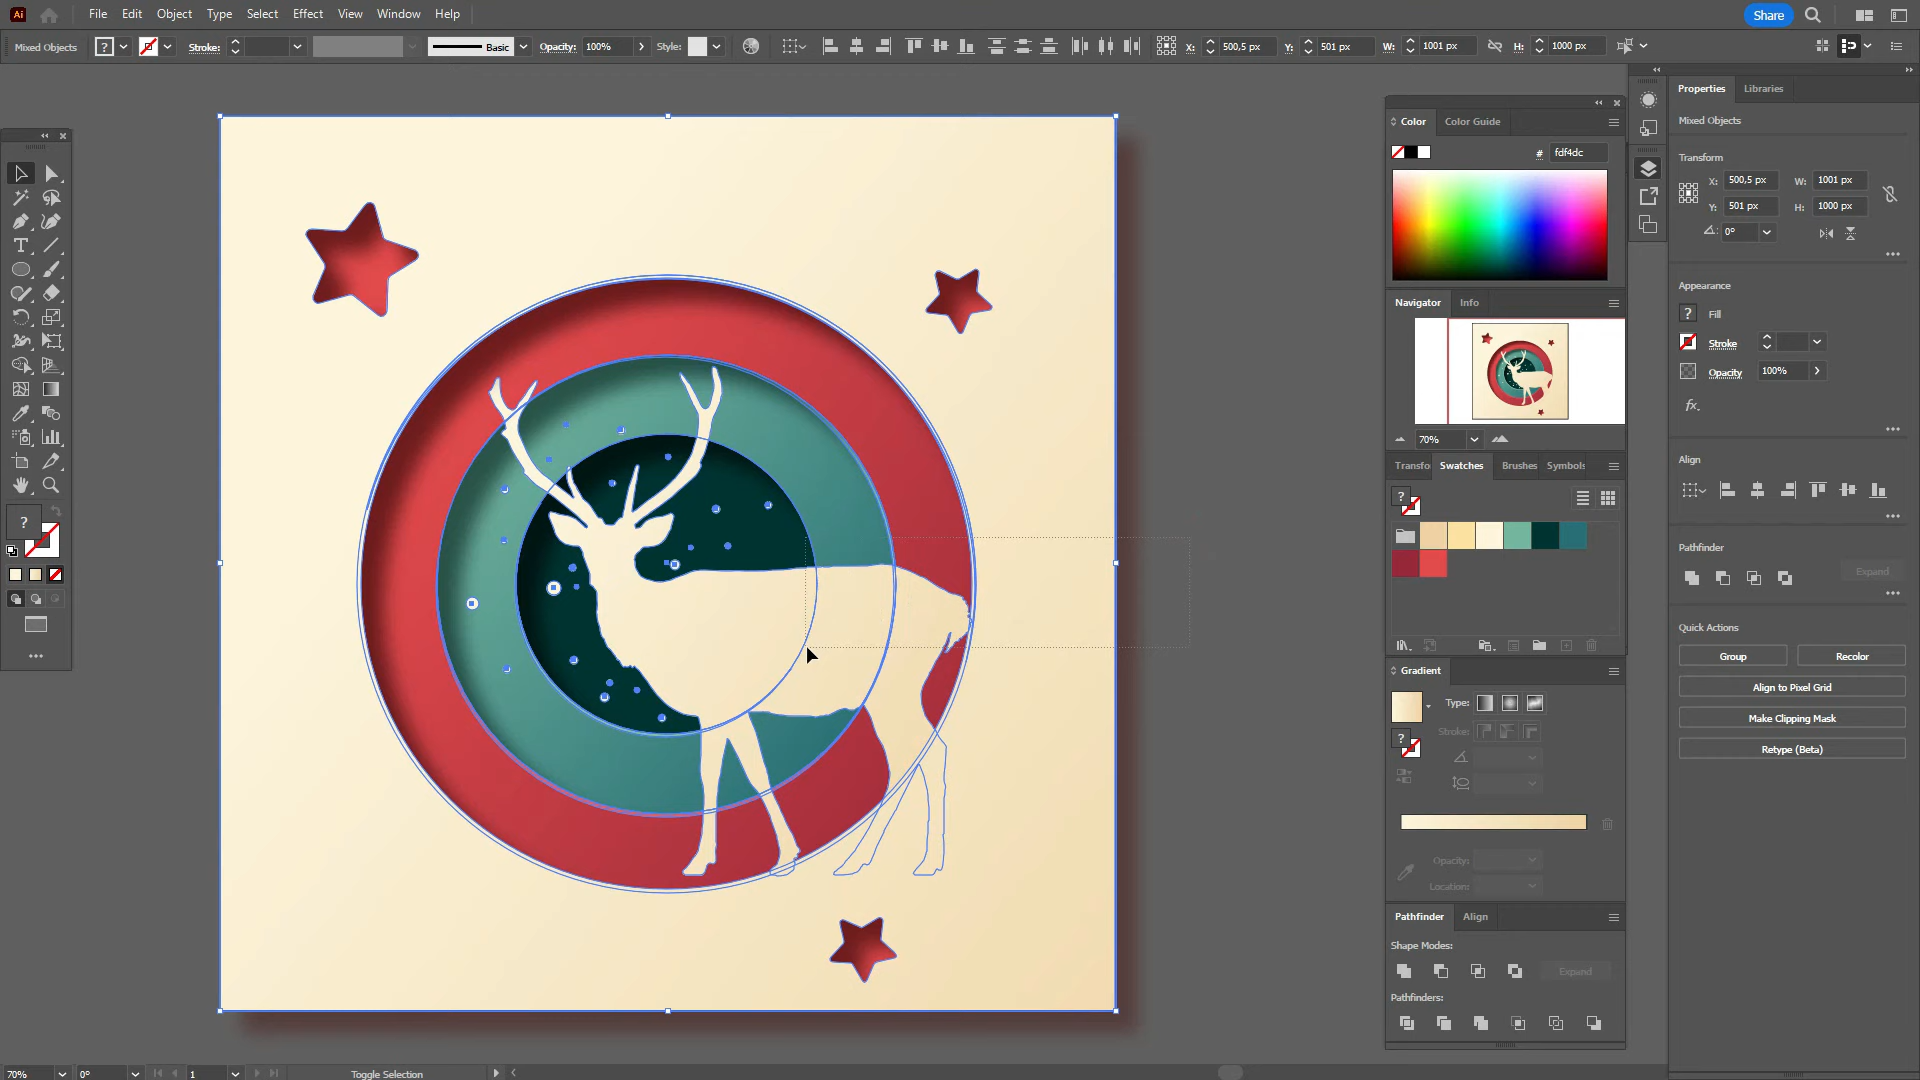 Ai File Edit Object Type Select Effect View Window Help Share
Mixed Objects ? Stroke: Basic Opacity: 100% Style: X: 500,5 px Y: 501 px W: 1001 px H: 1000 px
Color Color Guide
# fdf4dc
Navigator Info
70%
Transfo Swatches Brushes Symbols
?
Gradient
Type:
Stroke:
?
Opacity:
Location:
Pathfinder Align
Shape Modes:
Expand
Pathfinders:
Properties Libraries
Mixed Objects
Transform
X: 500,5 px W: 1001 px
Y: 501 px H: 1000 px
0°
Appearance
? Fill
Stroke
Opacity 100%
fx.
Align
Pathfinder
Expand
Quick Actions
Group Recolor
Align to Pixel Grid
Make Clipping Mask
Retype (Beta)
T
?
70% 0° 1 Toggle Selection